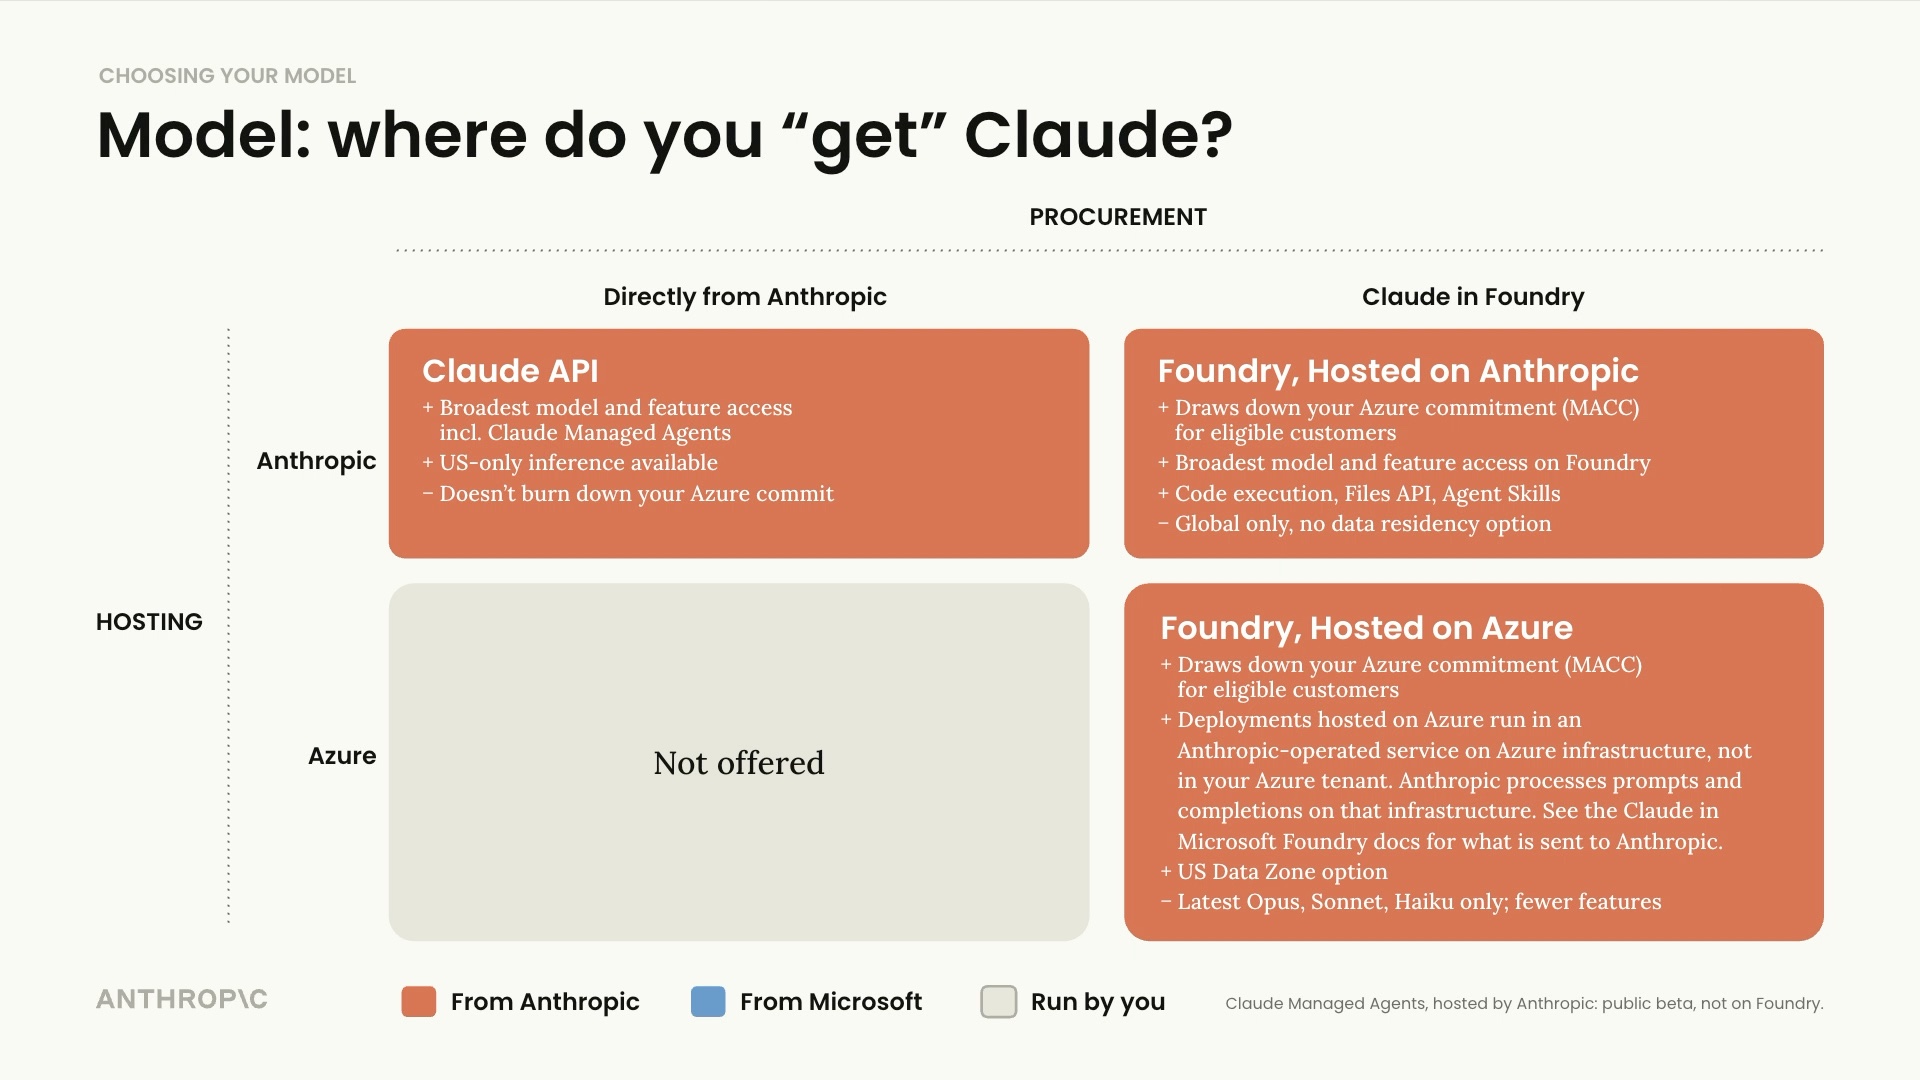 CHOOSING YOUR MODEL
Model: where do you “get” Claude?
PROCUREMENT
Directly from Anthropic
Claude in Foundry
HOSTING
Anthropic
Claude API
+ Broadest model and feature access
incl. Claude Managed Agents
+ US-only inference available
− Doesn’t burn down your Azure commit
Foundry, Hosted on Anthropic
+ Draws down your Azure commitment (MACC)
for eligible customers
+ Broadest model and feature access on Foundry
+ Code execution, Files API, Agent Skills
− Global only, no data residency option
Azure
Not offered
Foundry, Hosted on Azure
+ Draws down your Azure commitment (MACC)
for eligible customers
+ Deployments hosted on Azure run in an
Anthropic-operated service on Azure infrastructure, not
in your Azure tenant. Anthropic processes prompts and
completions on that infrastructure. See the Claude in
Microsoft Foundry docs for what is sent to Anthropic.
+ US Data Zone option
− Latest Opus, Sonnet, Haiku only; fewer features
ANTHROP\C
From Anthropic
From Microsoft
Run by you
Claude Managed Agents, hosted by Anthropic: public beta, not on Foundry.